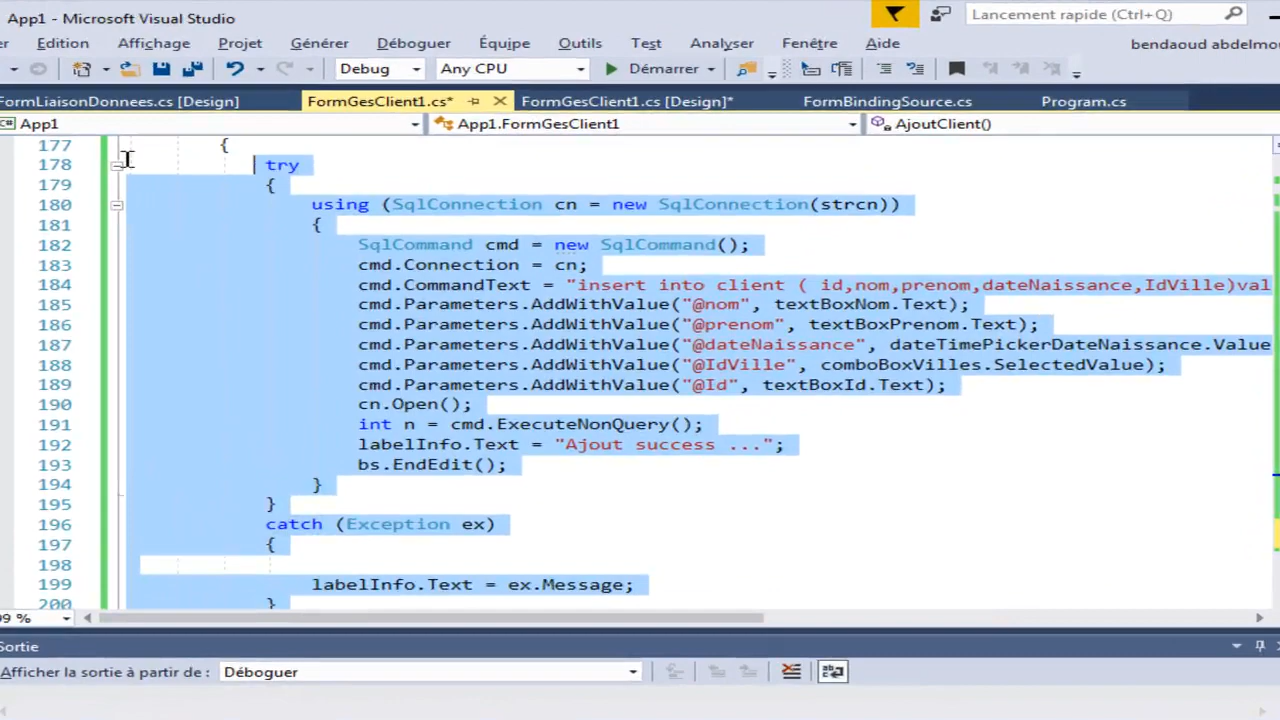 App1 - Microsoft Visual Studio
Lancement rapide (Ctrl+Q)
er Edition Affichage Projet Générer Déboguer Équipe Outils Test Analyser Fenêtre Aide bendaoud abdelmo
Debug Any CPU Démarrer
FormLiaisonDonnees.cs [Design] FormGesClient1.cs* FormGesClient1.cs [Design]* FormBindingSource.cs Program.cs
App1 App1.FormGesClient1 AjoutClient()
177 {
178 try
179 {
180 using (SqlConnection cn = new SqlConnection(strcn))
181 {
182 SqlCommand cmd = new SqlCommand();
183 cmd.Connection = cn;
184 cmd.CommandText = "insert into client ( id,nom,prenom,dateNaissance,IdVille)val
185 cmd.Parameters.AddWithValue("@nom", textBoxNom.Text);
186 cmd.Parameters.AddWithValue("@prenom", textBoxPrenom.Text);
187 cmd.Parameters.AddWithValue("@dateNaissance", dateTimePickerDateNaissance.Value
188 cmd.Parameters.AddWithValue("@IdVille", comboBoxVilles.SelectedValue);
189 cmd.Parameters.AddWithValue("@Id", textBoxId.Text);
190 cn.Open();
191 int n = cmd.ExecuteNonQuery();
192 labelInfo.Text = "Ajout success ...";
193 bs.EndEdit();
194 }
195 }
196 catch (Exception ex)
197 {
198
199 labelInfo.Text = ex.Message;
200 }
99 %
Sortie
Afficher la sortie à partir de : Déboguer